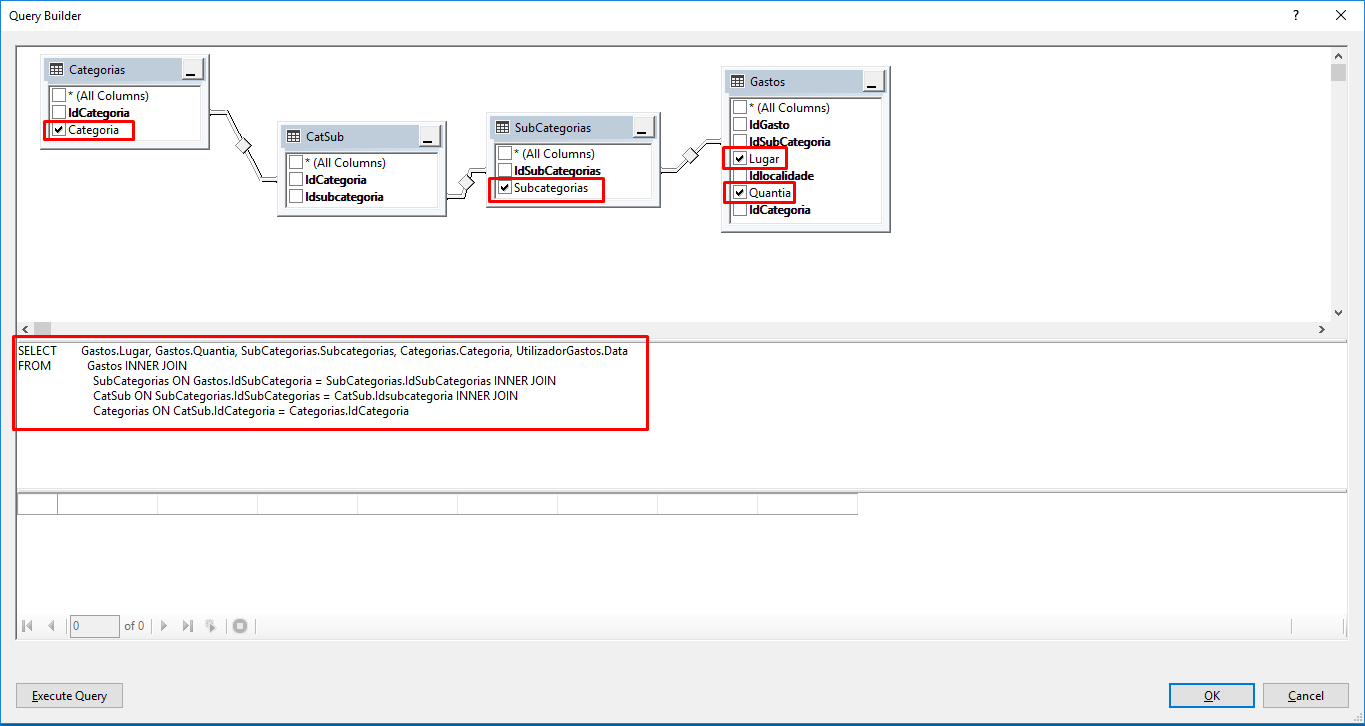 Query Builder
?
Categorias
* (All Columns)
IdCategoria
Categoria
CatSub
* (All Columns)
IdCategoria
Idsubcategoria
SubCategorias
* (All Columns)
IdSubCategorias
Subcategorias
Gastos
* (All Columns)
IdGasto
IdSubCategoria
Lugar
Idlocalidade
Quantia
IdCategoria
SELECT Gastos.Lugar, Gastos.Quantia, SubCategorias.Subcategorias, Categorias.Categoria, UtilizadorGastos.Data
FROM Gastos INNER JOIN
SubCategorias ON Gastos.IdSubCategoria = SubCategorias.IdSubCategorias INNER JOIN
CatSub ON SubCategorias.IdSubCategorias = CatSub.Idsubcategoria INNER JOIN
Categorias ON CatSub.IdCategoria = Categorias.IdCategoria
0 of 0
Execute Query
OK
Cancel